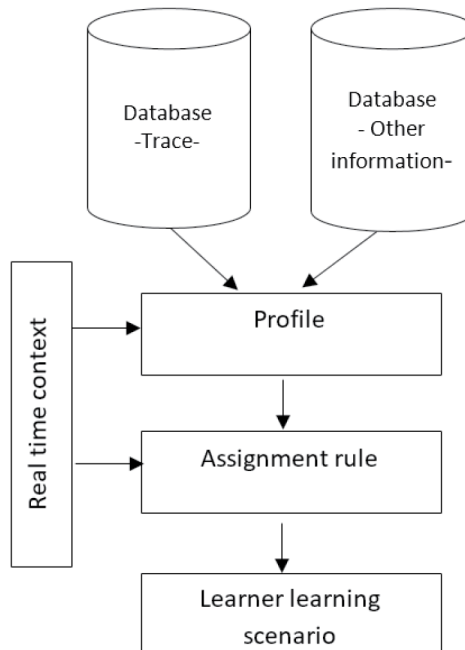 Database
-Trace-
Database
- Other
information-
Real time context
Profile
Assignment rule
Learner learning
scenario